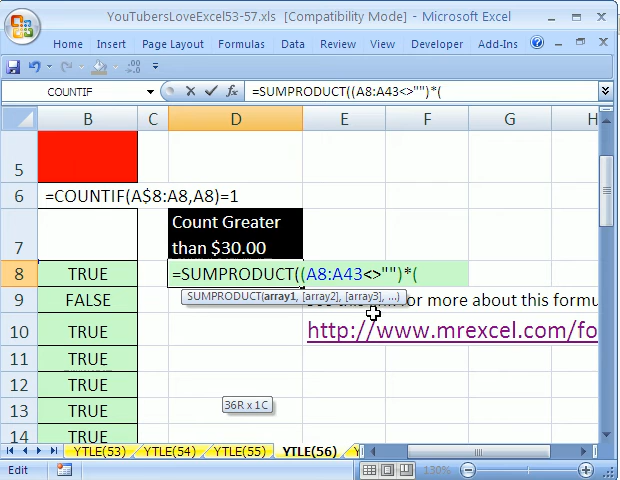 YouTubersLoveExcel53-57.xls [Compatibility Mode] - Microsoft Excel
Home Insert Page Layout Formulas Data Review View Developer Add-Ins
COUNTIF =SUMPRODUCT((A8:A43<>"")*(
B C D E F G H
5
6 =COUNTIF(A$8:A8,A8)=1
Count Greater
7 than $30.00
8 TRUE =SUMPRODUCT((A8:A43<>"")*(
SUMPRODUCT(array1, [array2], [array3], ...)
9 FALSE for more about this formu
10 TRUE http://www.mrexcel.com/fo
11 TRUE
12 TRUE
13 TRUE 36R x 1C
14 TRUE
YTLE(53) YTLE(54) YTLE(55) YTLE(56) Y
Edit 130%